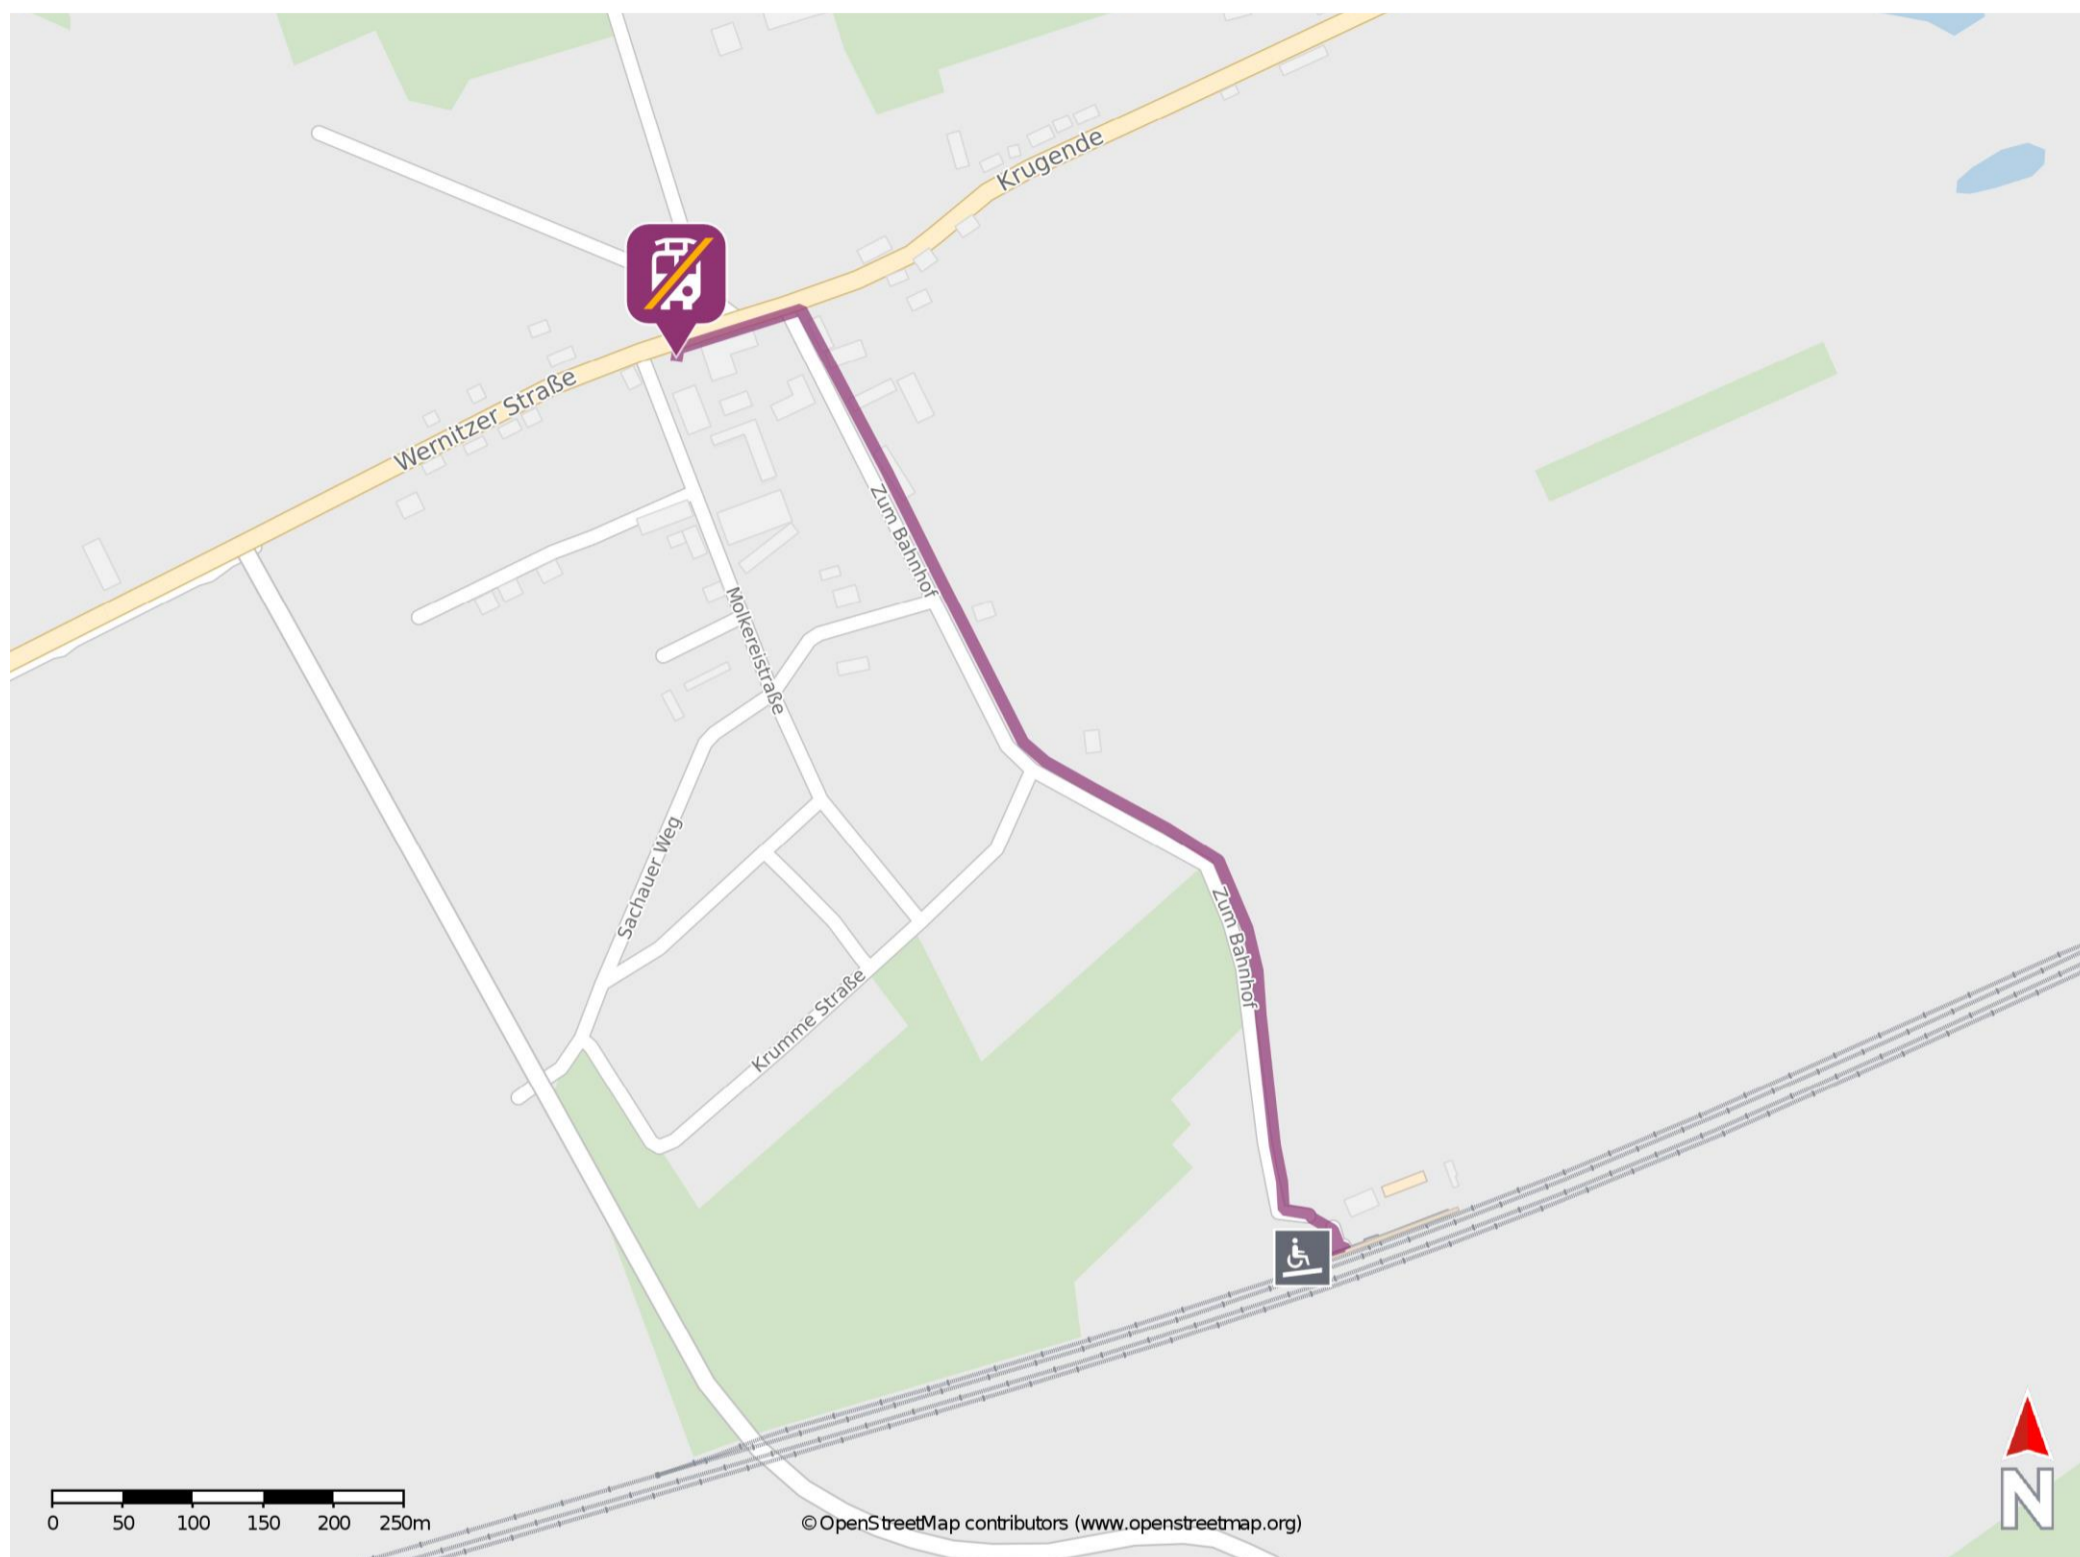 Krugende
Wernitzer Straße
Zum Bahnhof
Molkereistraße
Sachauer Weg
Zum Bahnhof
Krumme Straße
0 50 100 150 200 250m
©OpenStreetMap contributors (www.openstreetmap.org)
N